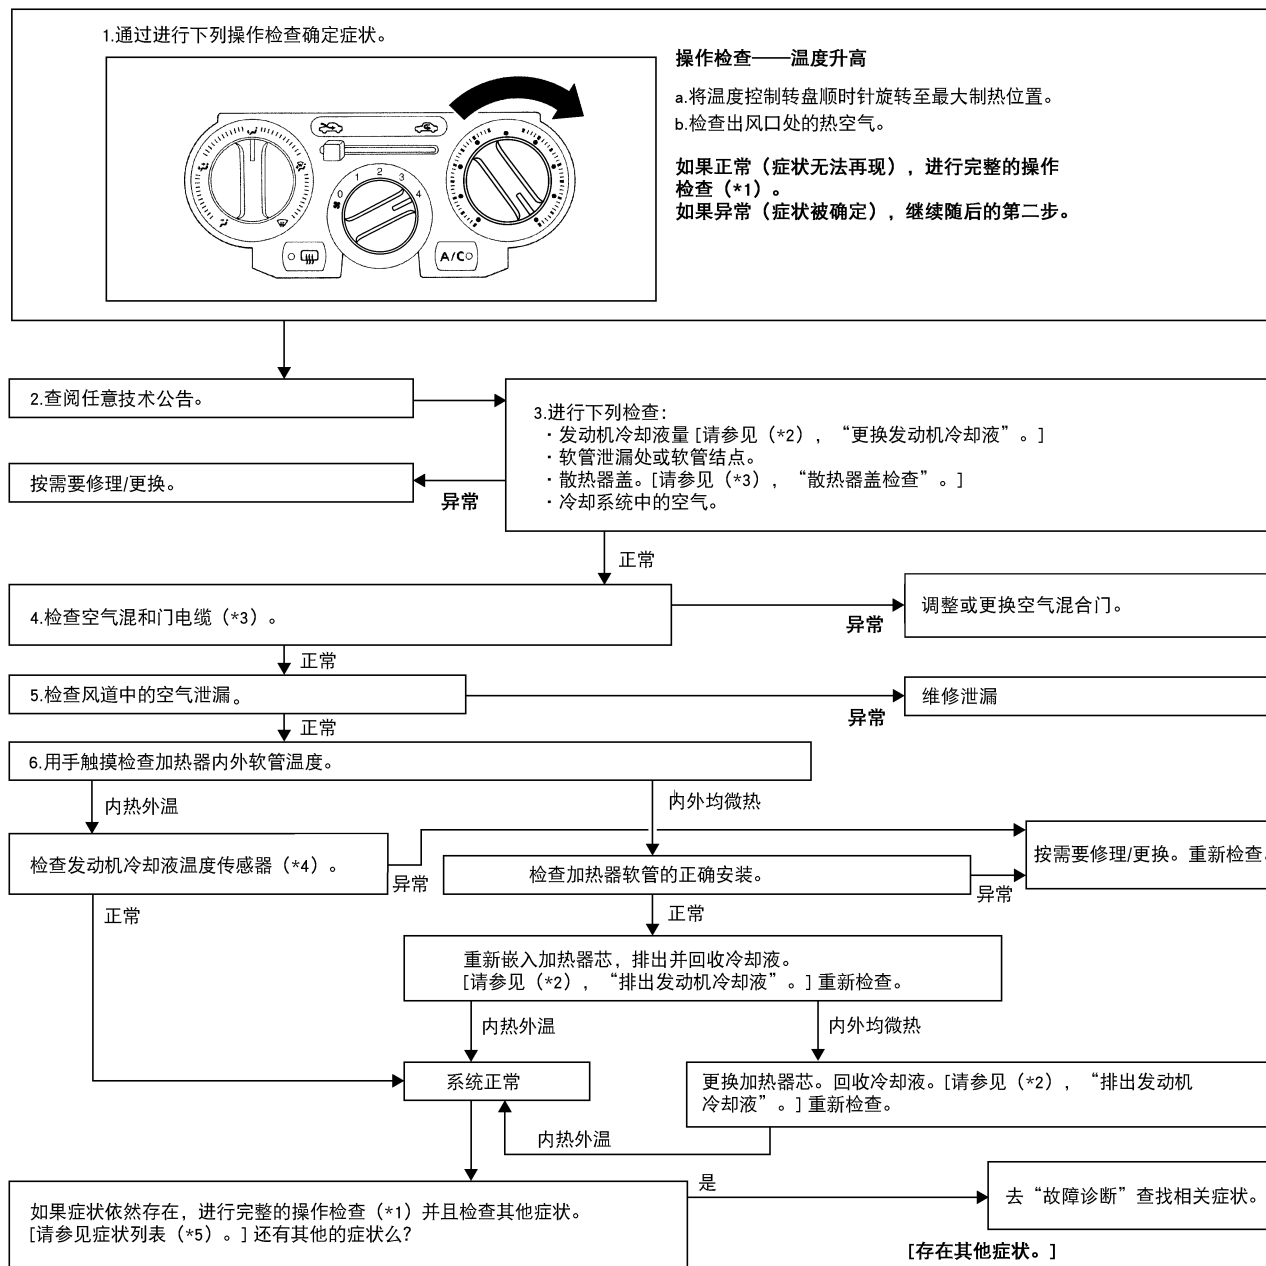 1.通过进行下列操作检查确定症状。
操作检查——温度升高
a.将温度控制转盘顺时针旋转至最大制热位置。
b.检查出风口处的热空气。
如果正常（症状无法再现），进行完整的操作
检查（*1）。
如果异常（症状被确定），继续随后的第二步。
0 1 2 3 4
A/C
2.查阅任意技术公告。
3.进行下列检查：
·发动机冷却液量 [请参见（*2），“更换发动机冷却液”。]
·软管泄漏处或软管结点。
·散热器盖。[请参见（*3），“散热器盖检查”。]
·冷却系统中的空气。
按需要修理/更换。
异常
正常
4.检查空气混和门电缆（*3）。
异常
调整或更换空气混合门。
正常
5.检查风道中的空气泄漏。
异常
维修泄漏
正常
6.用手触摸检查加热器内外软管温度。
内热外温
内外均微热
检查发动机冷却液温度传感器（*4）。
异常
检查加热器软管的正确安装。
异常
按需要修理/更换。重新检查。
正常
正常
重新嵌入加热器芯，排出并回收冷却液。
[请参见（*2），“排出发动机冷却液”。] 重新检查。
内热外温
内外均微热
系统正常
更换加热器芯。回收冷却液。[请参见（*2），“排出发动机
冷却液”。] 重新检查。
内热外温
如果症状依然存在，进行完整的操作检查（*1）并且检查其他症状。
[请参见症状列表（*5）。] 还有其他的症状么？
是
去“故障诊断”查找相关症状。
[存在其他症状。]